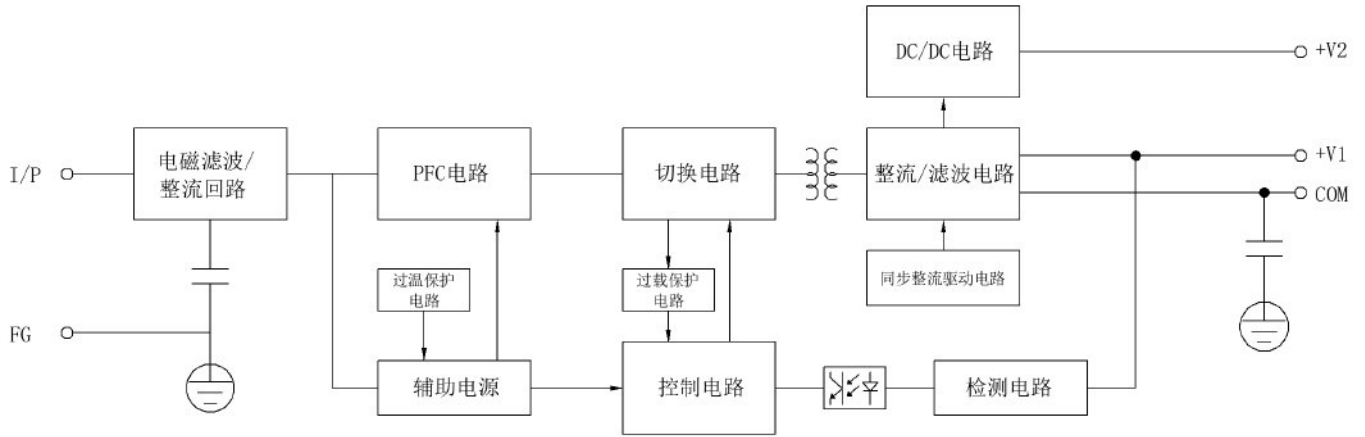 DC/DC电路
+V2
I/P
电磁滤波/
整流回路
PFC电路
切换电路
整流/滤波电路
+V1
COM
过温保护
电路
过载保护
电路
同步整流驱动电路
FG
辅助电源
控制电路
检测电路